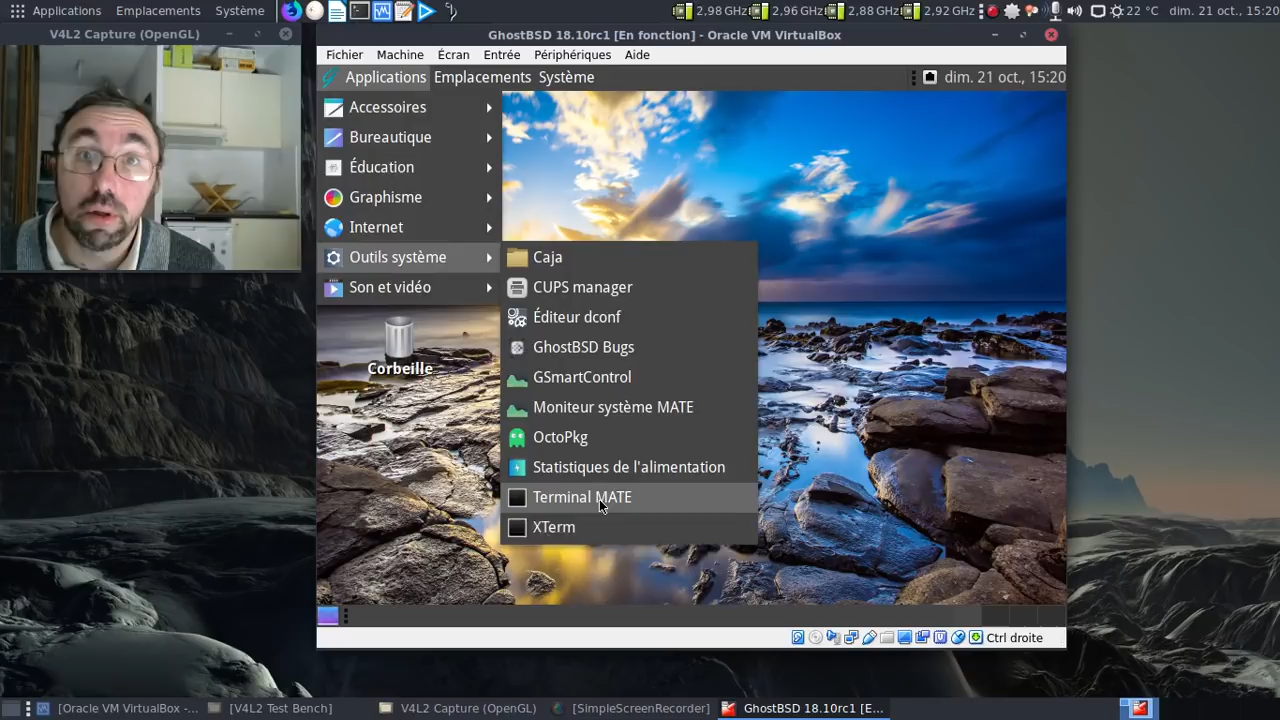 Applications Emplacements Système
2,98 GHz 2,96 GHz 2,88 GHz 2,92 GHz 22 °C dim. 21 oct., 15:20
V4L2 Capture (OpenGL)
GhostBSD 18.10rc1 [En fonction] - Oracle VM VirtualBox
Fichier Machine Écran Entrée Périphériques Aide
Applications Emplacements Système dim. 21 oct., 15:20
Accessoires
Bureautique
Éducation
Graphisme
Internet
Outils système
Son et vidéo
Caja
CUPS manager
Éditeur dconf
GhostBSD Bugs
GSmartControl
Moniteur système MATE
OctoPkg
Statistiques de l'alimentation
Terminal MATE
XTerm
Corbeille
Ctrl droite
[Oracle VM VirtualBox -... [V4L2 Test Bench] V4L2 Capture (OpenGL) [SimpleScreenRecorder] GhostBSD 18.10rc1 [E...